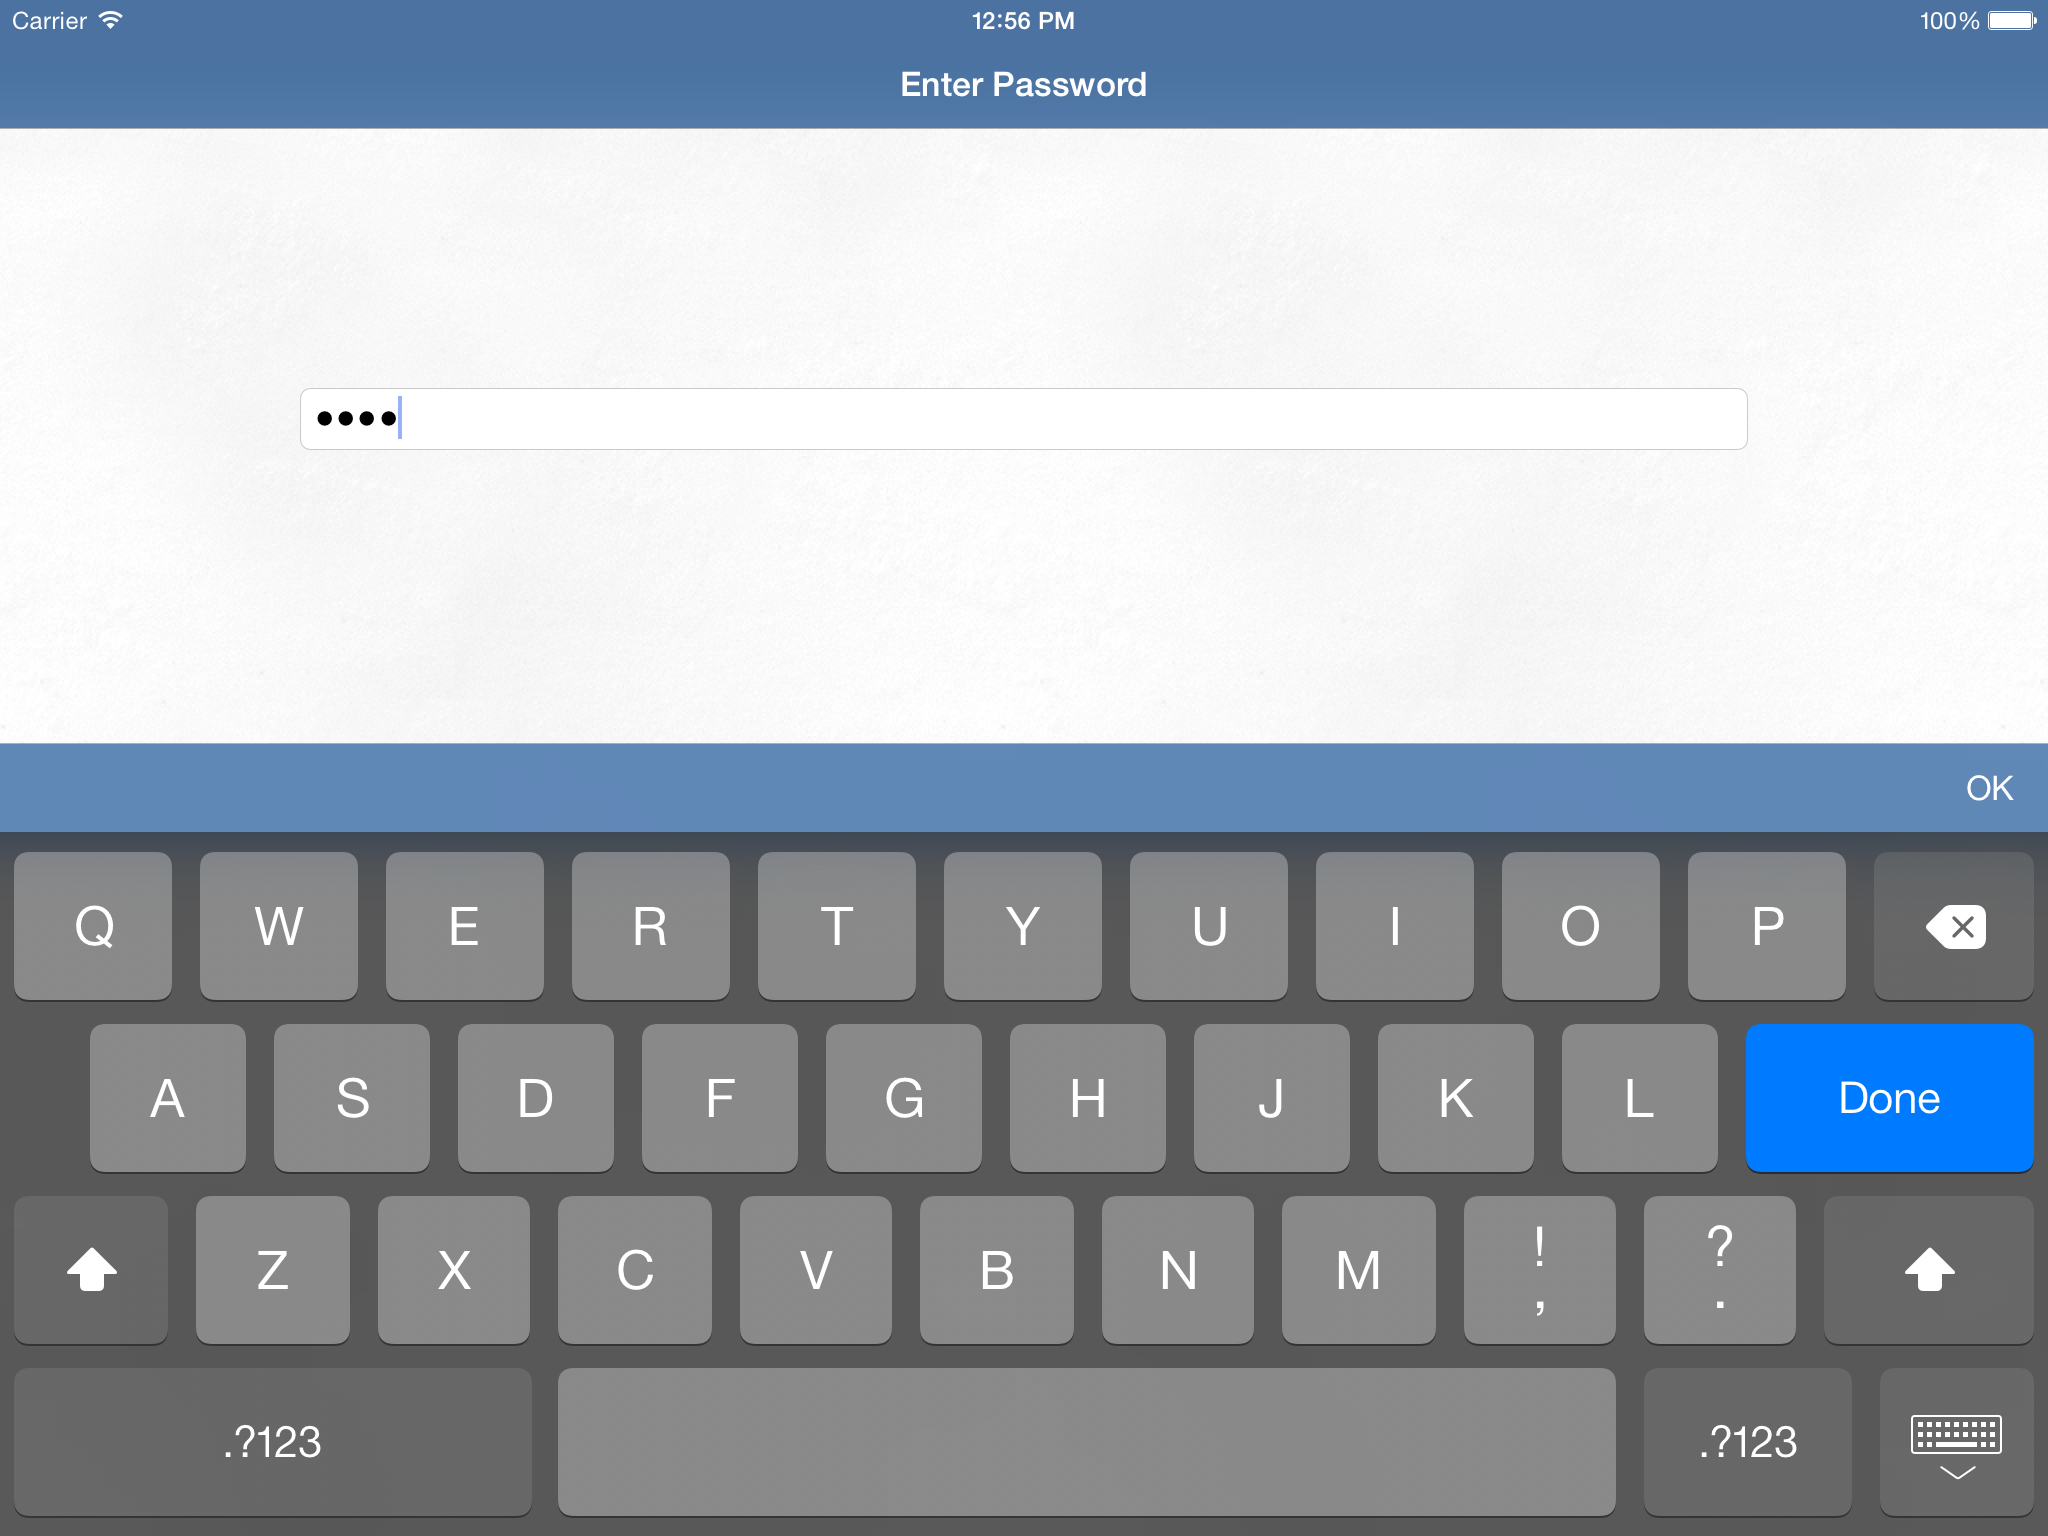 Carrier 12:56 PM 100%
Enter Password
••••
OK
Q W E R T Y U I O P
A S D F G H J K L Done
Z X C V B N M ! , ? .
.?123 .?123